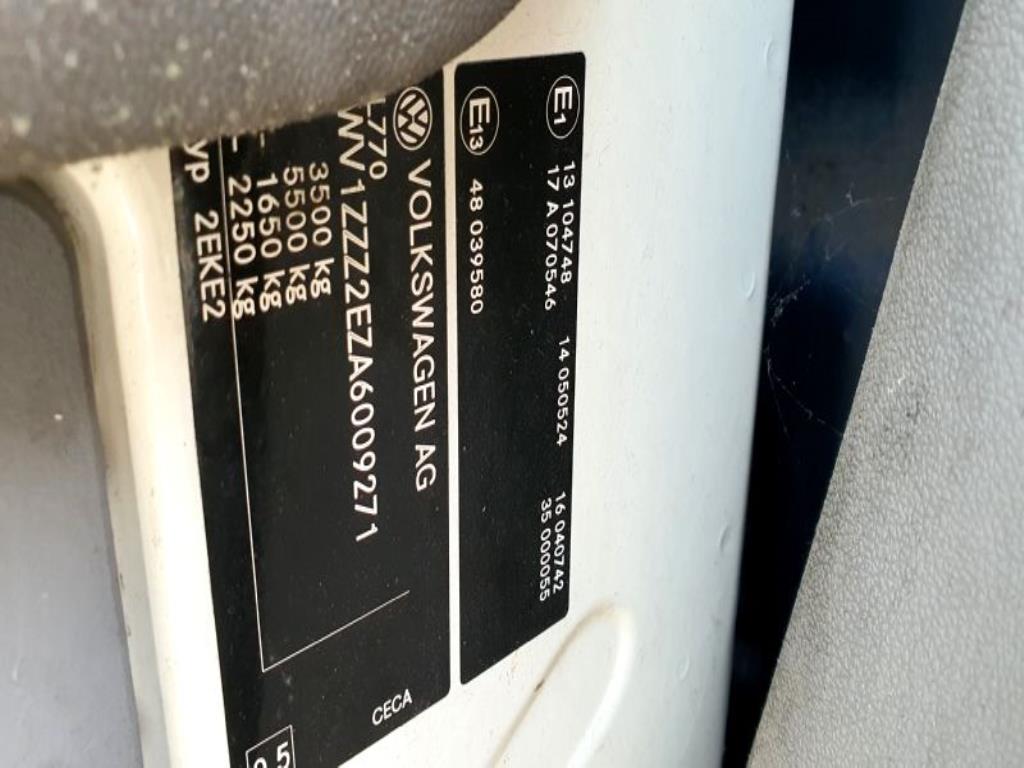 E1 13 104748 14 050524 16 040742
17 A 070546 35 000055
E13 48 039580
VOLKSWAGEN AG
L770
WV1ZZZ2EZA6009271
3500 kg
5500 kg
- 1650 kg
- 2250 kg
yp 2EKE2
CECA